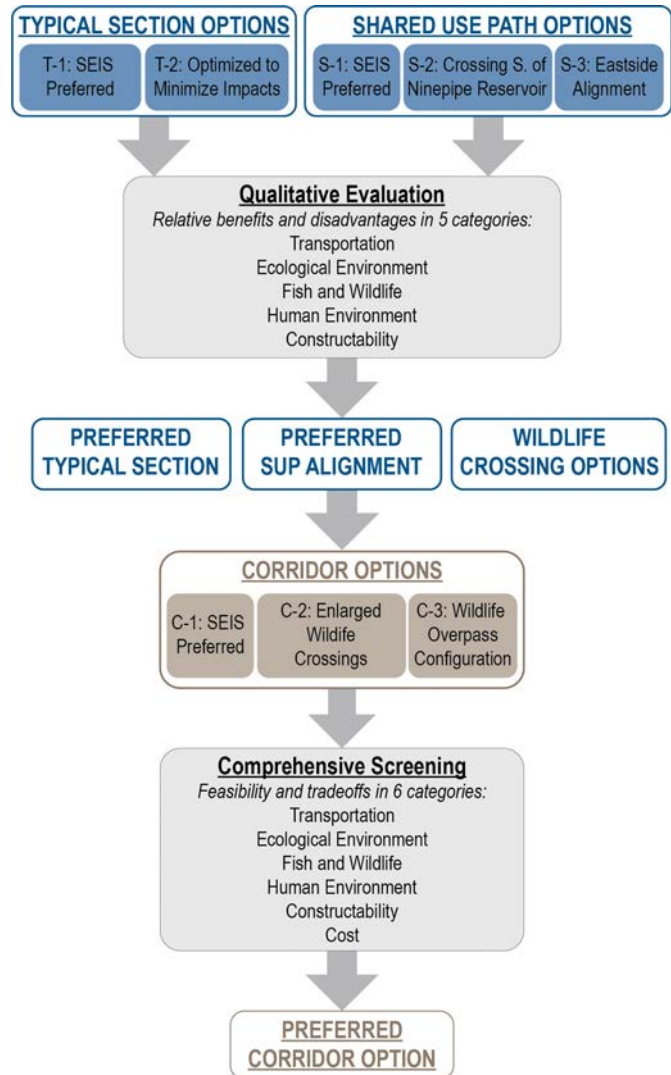 TYPICAL SECTION OPTIONS
T-1: SEIS
Preferred
T-2: Optimized to
Minimize Impacts
SHARED USE PATH OPTIONS
S-1: SEIS
Preferred
S-2: Crossing S. of
Ninepipe Reservoir
S-3: Eastside
Alignment
Qualitative Evaluation
Relative benefits and disadvantages in 5 categories:
Transportation
Ecological Environment
Fish and Wildlife
Human Environment
Constructability
PREFERRED
TYPICAL SECTION
PREFERRED
SUP ALIGNMENT
WILDLIFE
CROSSING OPTIONS
CORRIDOR OPTIONS
C-1: SEIS
Preferred
C-2: Enlarged
Wildife
Crossings
C-3: Wildlife
Overpass
Configuration
Comprehensive Screening
Feasibility and tradeoffs in 6 categories:
Transportation
Ecological Environment
Fish and Wildlife
Human Environment
Constructability
Cost
PREFERRED
CORRIDOR OPTION